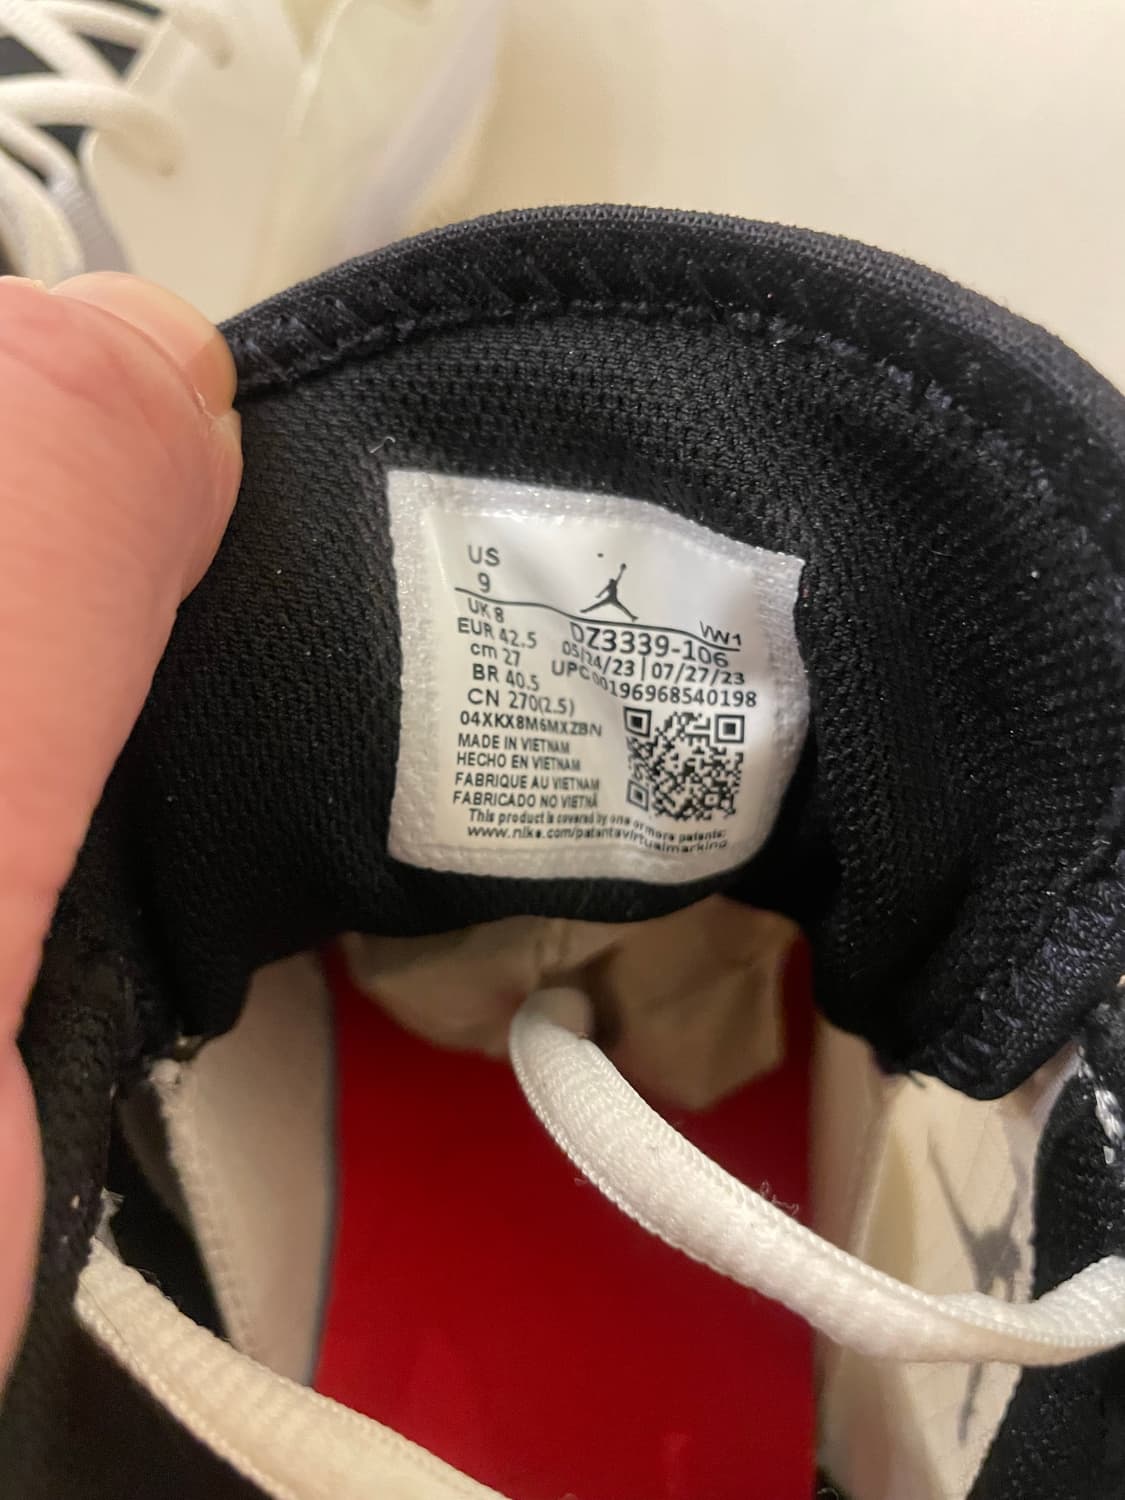 US
9
UK 8
EUR 42.5
cm 27
BR 40.5
CN 270(2.5)
VW1
DZ3339-106
05/24/23 | 07/27/23
UPC 00196968540198
04XKX8M6MXZBN
MADE IN VIETNAM
HECHO EN VIETNAM
FABRIQUE AU VIETNAM
FABRICADO NO VIETNÃ
This product is covered by one or more patents:
www.nike.com/patentavirtualmarking